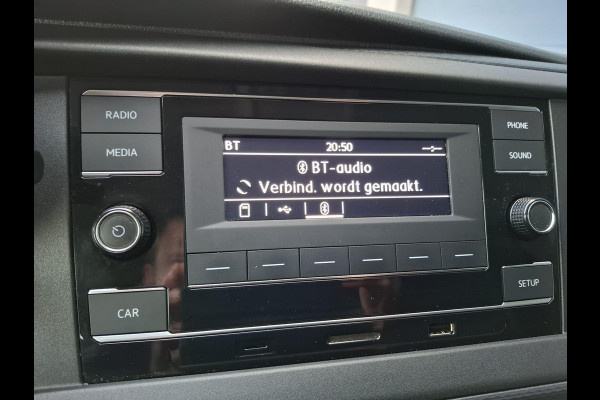 RADIO
MEDIA
BT 20:50
BT-audio
Verbind. wordt gemaakt.
PHONE
SOUND
CAR
SETUP